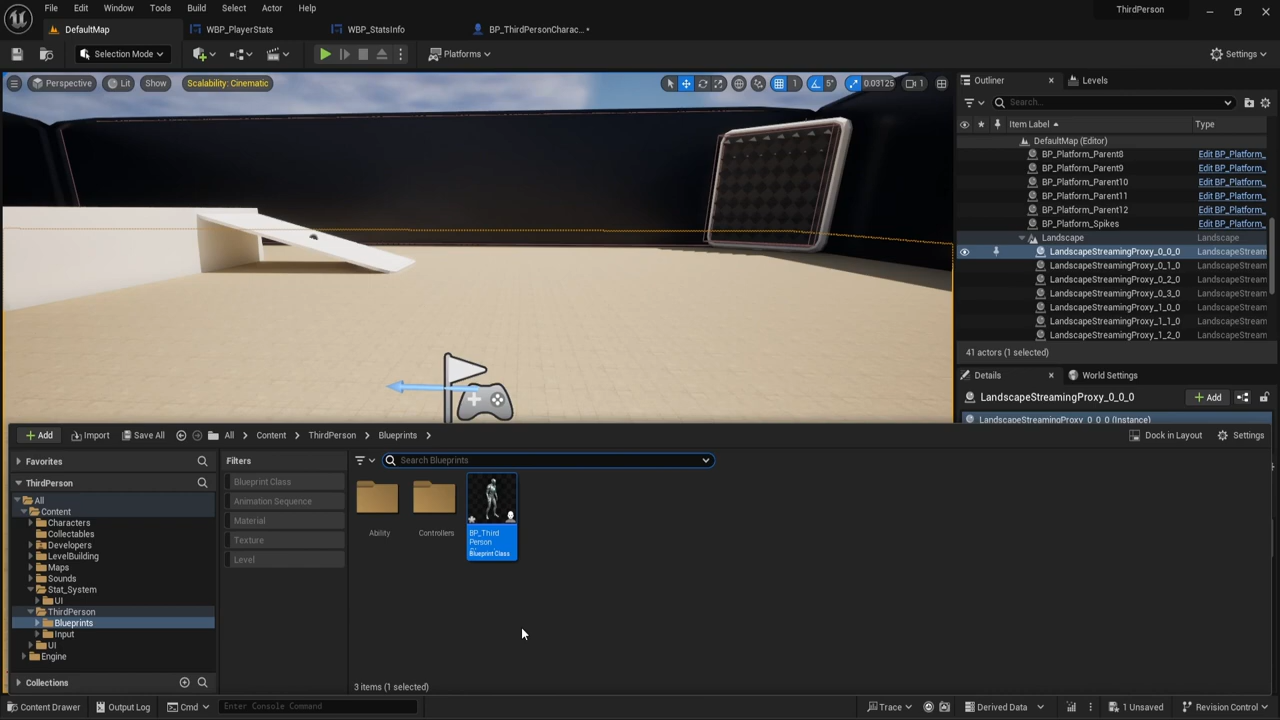 File Edit Window Tools Build Select Actor Help
ThirdPerson
DefaultMap WBP_PlayerStats WBP_StatsInfo BP_ThirdPersonCharac...•
Selection Mode Platforms Settings
Perspective Lit Show Scalability: Cinematic 1 5° 0.03125 1
Outliner Levels
Search...
Item Label Type
DefaultMap (Editor)
BP_Platform_Parent8 Edit BP_Platform_
BP_Platform_Parent9 Edit BP_Platform_
BP_Platform_Parent10 Edit BP_Platform_
BP_Platform_Parent11 Edit BP_Platform_
BP_Platform_Parent12 Edit BP_Platform_
BP_Platform_Spikes Edit BP_Platform_
Landscape Landscape
LandscapeStreamingProxy_0_0_0 LandscapeStream
LandscapeStreamingProxy_0_1_0 LandscapeStream
LandscapeStreamingProxy_0_2_0 LandscapeStream
LandscapeStreamingProxy_0_3_0 LandscapeStream
LandscapeStreamingProxy_1_0_0 LandscapeStream
LandscapeStreamingProxy_1_1_0 LandscapeStream
LandscapeStreamingProxy_1_2_0 LandscapeStream
41 actors (1 selected)
Details World Settings
LandscapeStreamingProxy_0_0_0 Add
LandscapeStreamingProxy_0_0_0 (Instance)
Add Import Save All All Content ThirdPerson Blueprints Dock in Layout Settings
Favorites
ThirdPerson
All
Content
Characters
Collectables
Developers
LevelBuilding
Maps
Sounds
Stat_System
UI
ThirdPerson
Blueprints
Input
UI
Engine
Collections
Filters
Blueprint Class
Animation Sequence
Material
Texture
Level
Search Blueprints
Ability
Controllers
BP_Third
Person
Blueprint Class
3 items (1 selected)
Content Drawer Output Log Cmd Enter Console Command Trace Derived Data 1 Unsaved Revision Control